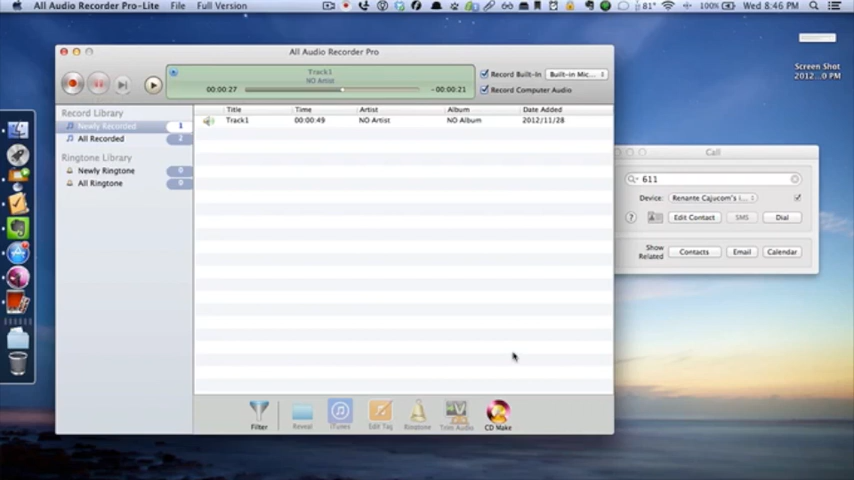 All Audio Recorder Pro-Lite File Full Version 81° 100% Wed 8:46 PM
All Audio Recorder Pro
Track1
NO Artist
00:00:27 - 00:00:21
Record Built-In Built-in Mic...
Record Computer Audio
Screen Shot
2012...0 PM
Record Library
Newly Recorded 1
All Recorded 2
Ringtone Library
Newly Ringtone 0
All Ringtone 0
Title Time Artist Album Date Added
Track1 00:00:49 NO Artist NO Album 2012/11/28
Call
611
Device: Renante Cajucom's i...
? Edit Contact SMS Dial
Show
Related Contacts Email Calendar
Filter Reveal iTunes Edit Tag Ringtone Trim Audio CD Make